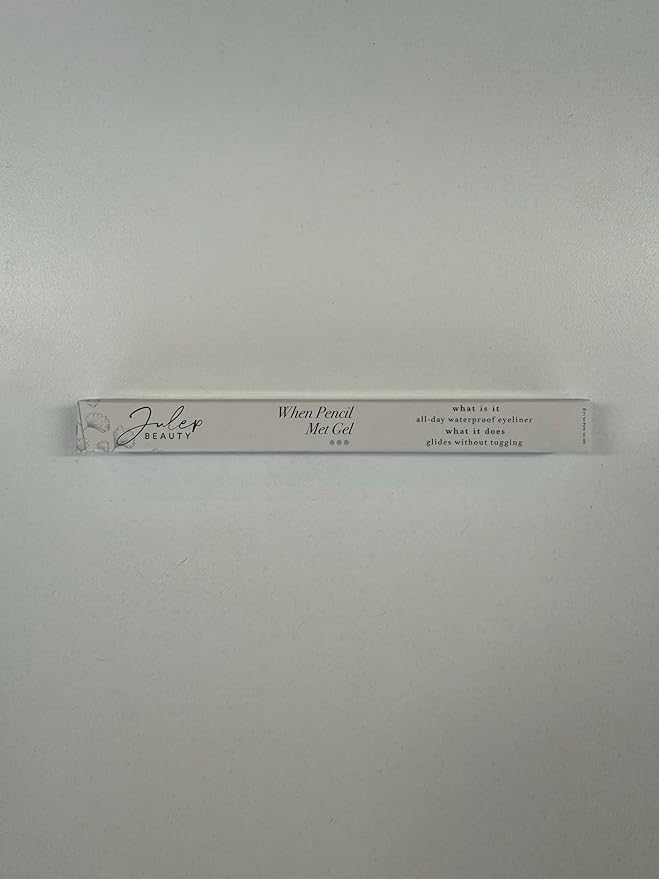 Julep
BEAUTY
When Pencil
Met Gel
what is it
all-day waterproof eyeliner
what it does
glides without tugging